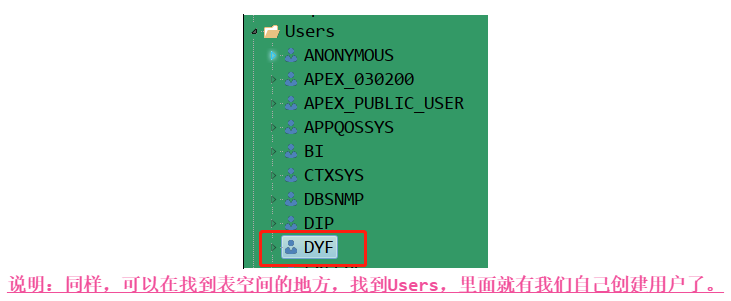 Users
ANONYMOUS
APEX_030200
APEX_PUBLIC_USER
APPQOSSYS
BI
CTXSYS
DBSNMP
DIP
DYF
说明：同样，可以在找到表空间的地方，找到Users，里面就有我们自己创建用户了。